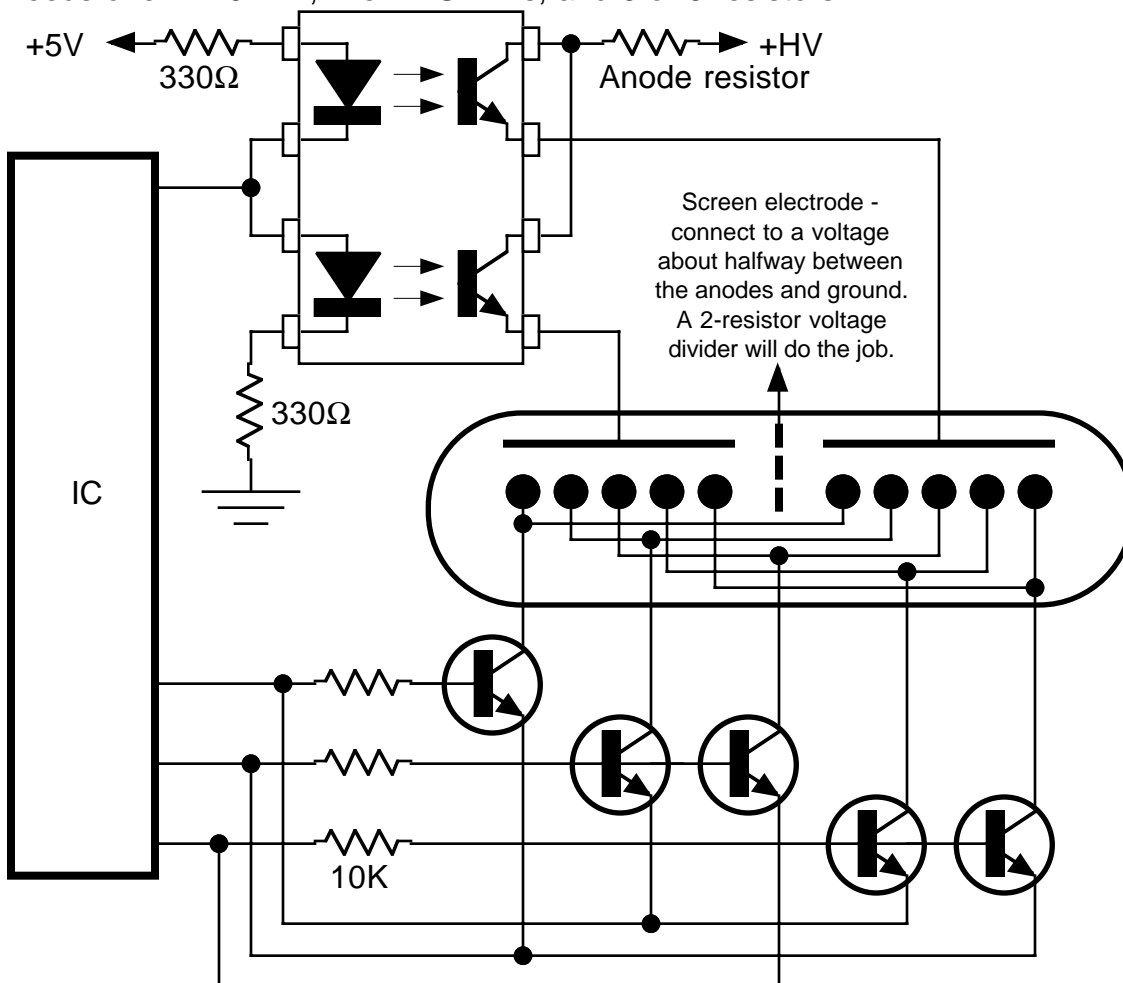 +5V
330Ω
Anode resistor
+HV
Screen electrode -
connect to a voltage
about halfway between
the anodes and ground.
A 2-resistor voltage
divider will do the job.
330Ω
IC
10K